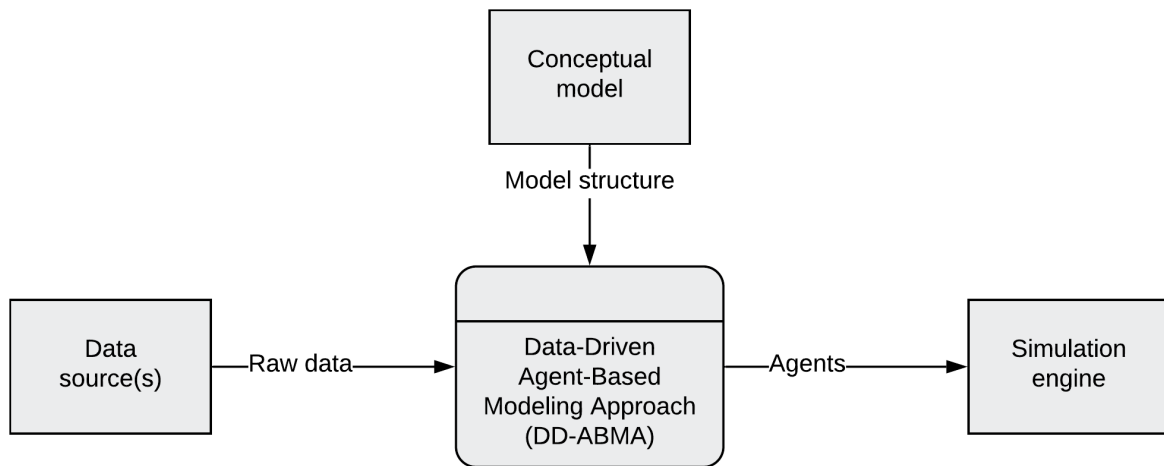 Conceptual
model
Model structure
Data
source(s)
Raw data
Data-Driven
Agent-Based
Modeling Approach
(DD-ABMA)
Agents
Simulation
engine